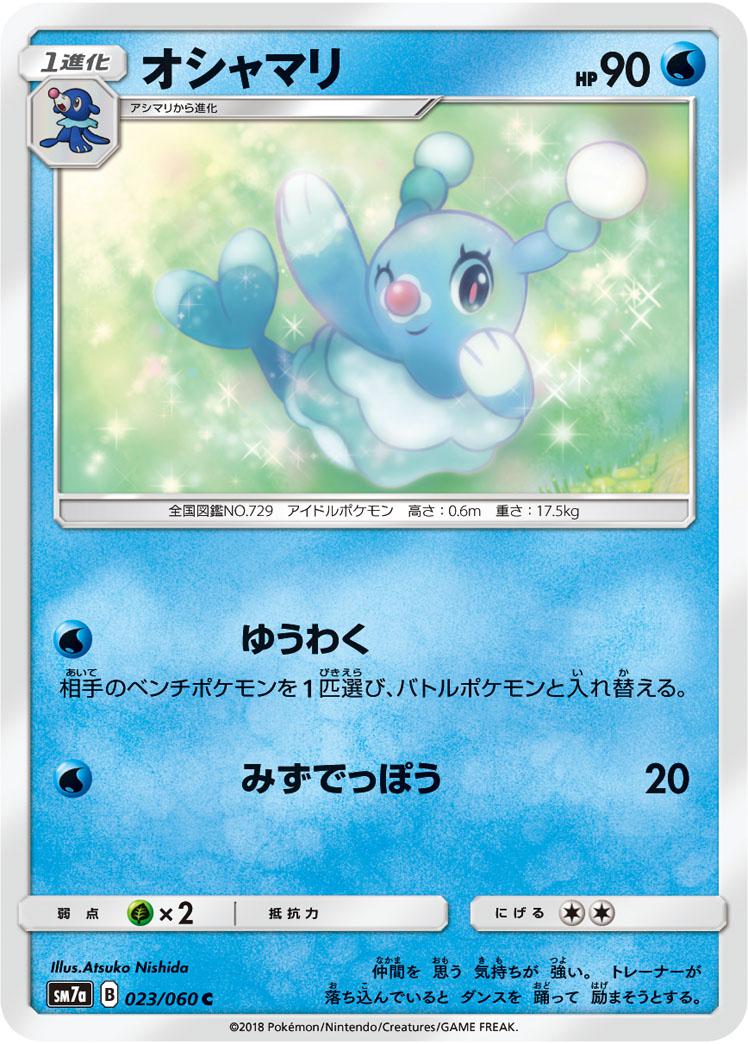 1進化
オシャマリ
HP 90
アシマリから進化
全国図鑑NO.729 アイドルポケモン 高さ:0.6m 重さ:17.5kg
ゆうわく
相手のベンチポケモンを1匹選び、バトルポケモンと入れ替える。
みずでっぽう 20
弱点 ×2 抵抗力 にげる
Illus.Atsuko Nishida
仲間を 思う 気持ちが 強い。 トレーナーが
落ち込んでいると ダンスを 踊って 励まそうとする。
sm7a B 023/060 C
©2018 Pokémon/Nintendo/Creatures/GAME FREAK.